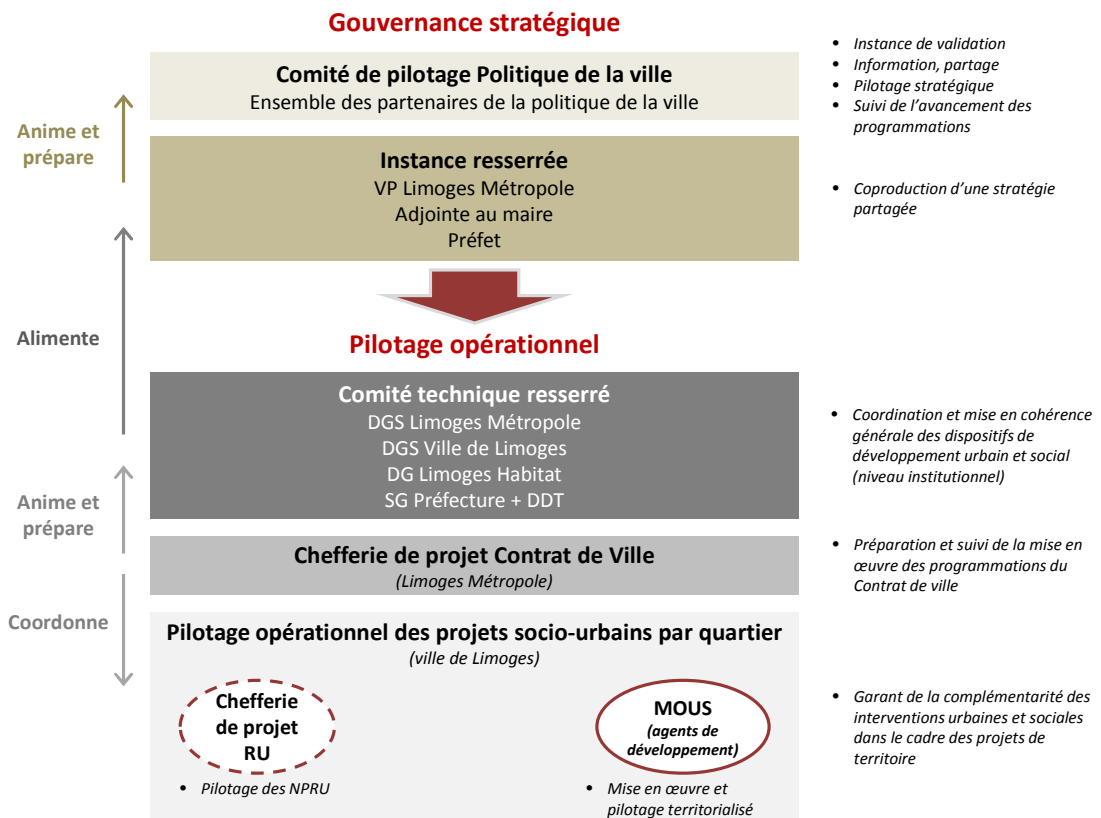 Gouvernance stratégique
Comité de pilotage Politique de la ville
Ensemble des partenaires de la politique de la ville
• Instance de validation
• Information, partage
• Pilotage stratégique
• Suivi de l'avancement des
programmations
Anime et
prépare
Instance resserrée
VP Limoges Métropole
Adjointe au maire
Préfet
• Coproduction d'une stratégie
partagée
Alimente
Pilotage opérationnel
Comité technique resserré
DGS Limoges Métropole
DGS Ville de Limoges
DG Limoges Habitat
SG Préfecture + DDT
• Coordination et mise en cohérence
générale des dispositifs de
développement urbain et social
(niveau institutionnel)
Anime et
prépare
Chefferie de projet Contrat de Ville
(Limoges Métropole)
• Préparation et suivi de la mise en
œuvre des programmations du
Contrat de ville
Coordonne
Pilotage opérationnel des projets socio-urbains par quartier
(ville de Limoges)
Chefferie
de projet
RU
• Pilotage des NPRU
MOUS
(agents de
développement)
• Mise en œuvre et
pilotage territorialisé
• Garant de la complémentarité des
interventions urbaines et sociales
dans le cadre des projets de
territoire